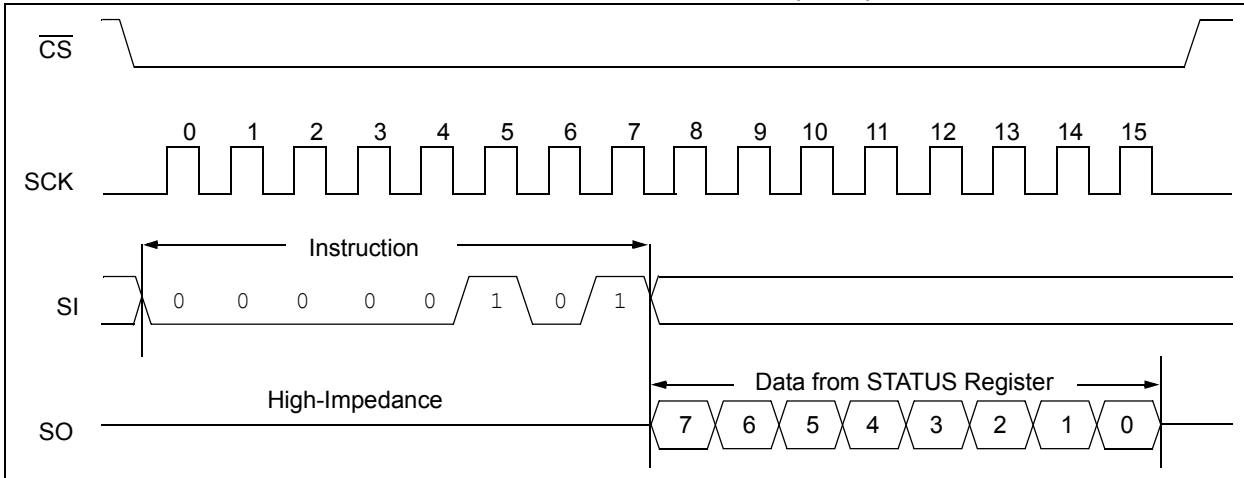 CS
0 1 2 3 4 5 6 7 8 9 10 11 12 13 14 15
SCK
Instruction
SI 0 0 0 0 0 1 0 1
Data from STATUS Register
High-Impedance
SO 7 6 5 4 3 2 1 0